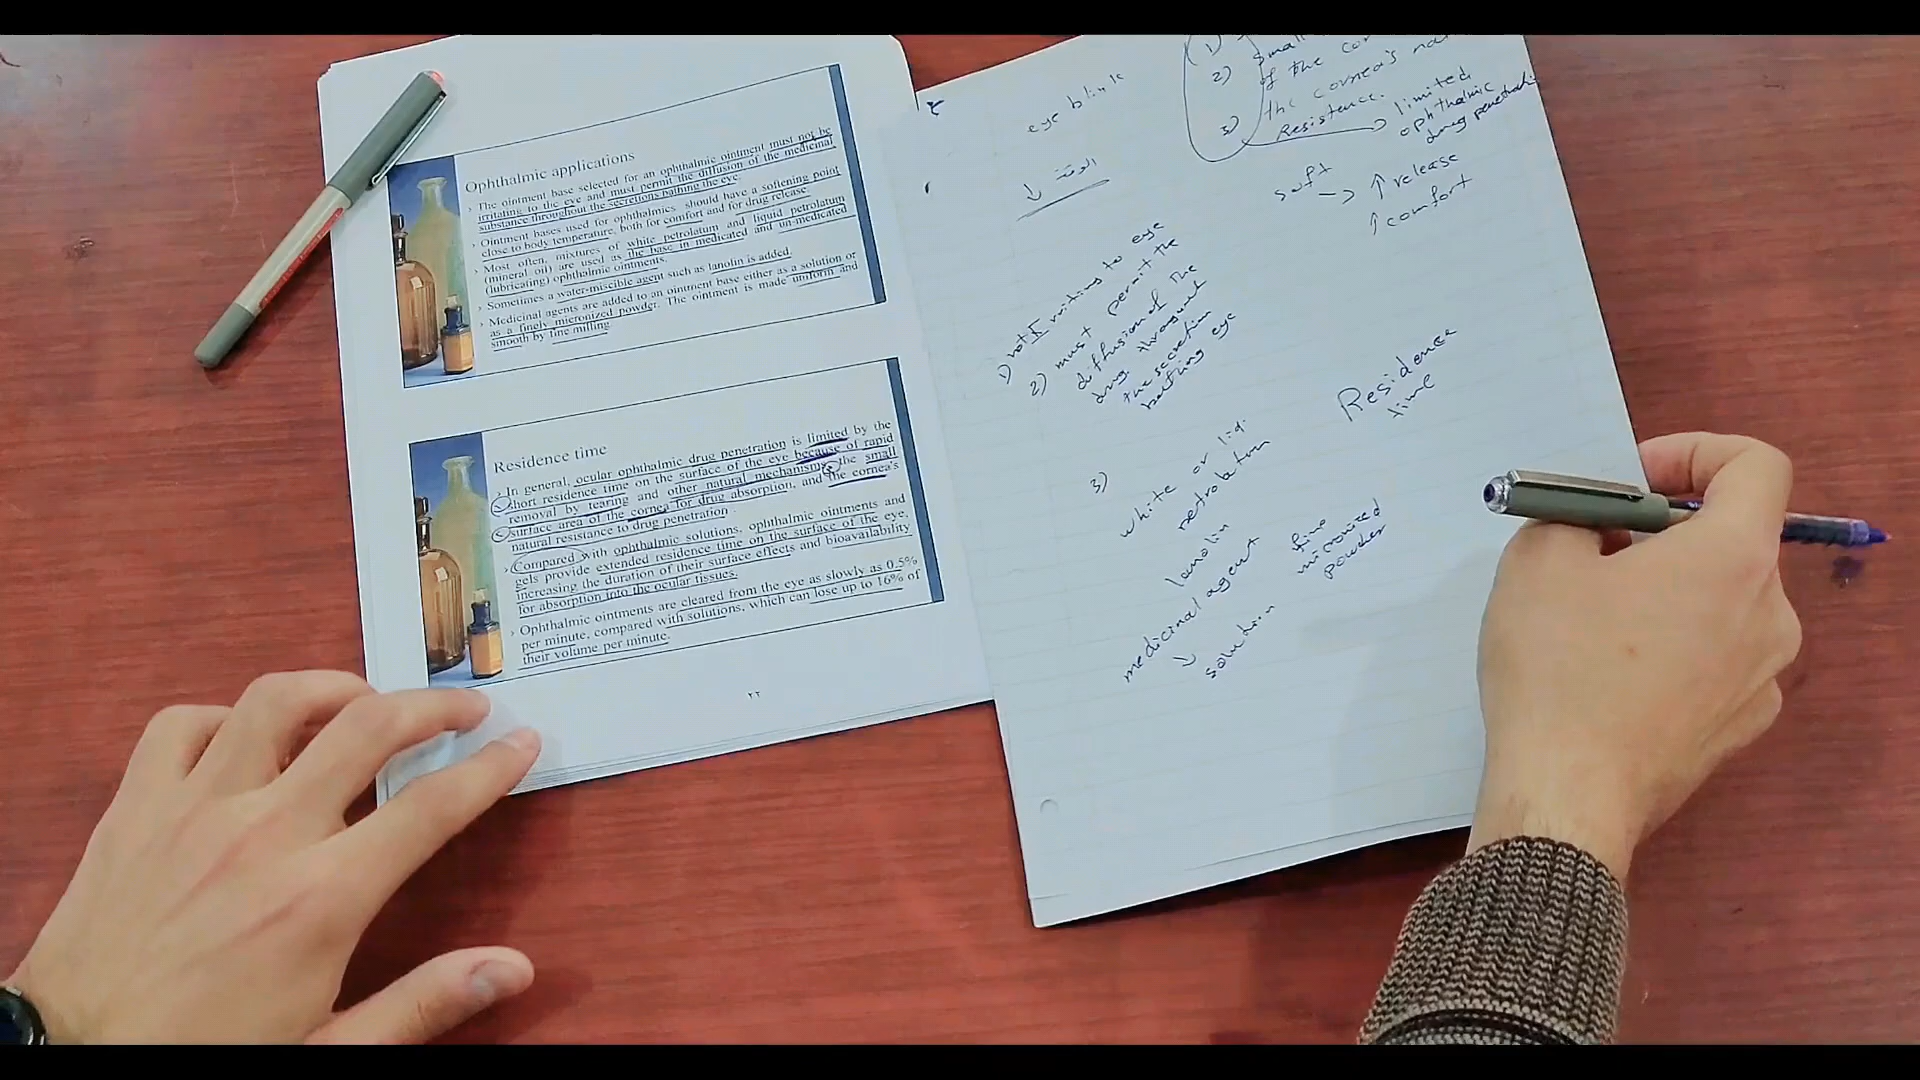 Ophthalmic applications
› The ointment base selected for an ophthalmic ointment must not be
irritating to the eye and must permit the diffusion of the medicinal
substance throughout the secretions bathing the eye.
› Ointment bases used for ophthalmics should have a softening point
close to body temperature, both for comfort and for drug release.
› Most often, mixtures of white petrolatum and liquid petrolatum
(mineral oil) are used as the base in medicated and un-medicated
(lubricating) ophthalmic ointments.
› Sometimes a water-miscible agent such as lanolin is added.
› Medicinal agents are added to an ointment base either as a solution or
as a finely micronized powder. The ointment is made uniform and
smooth by fine milling.
Residence time
› In general, ocular ophthalmic drug penetration is limited by the
short residence time on the surface of the eye because of rapid
removal by tearing and other natural mechanisms, the small
surface area of the cornea for drug absorption, and the cornea's
natural resistance to drug penetration
› Compared with ophthalmic solutions, ophthalmic ointments and
gels provide extended residence time on the surface of the eye,
increasing the duration of their surface effects and bioavailability
for absorption into the ocular tissues.
› Ophthalmic ointments are cleared from the eye as slowly as 0.5%
per minute, compared with solutions, which can lose up to 16% of
their volume per minute.
٢٢
eye blink
الوقت
1)
2) small
of the
3) the cornea's
Resistence.
limited
ophthalmic
drug
soft → ↑ release
↑ comfort
1) not irritating to eye
2) must permit the
diffusion of the
drug throughout
the secretion
bathing eye
Residence
time
3)
white or liq.
petrolatum
lanolin
medicinal agent
solution
fine
micronized
powder